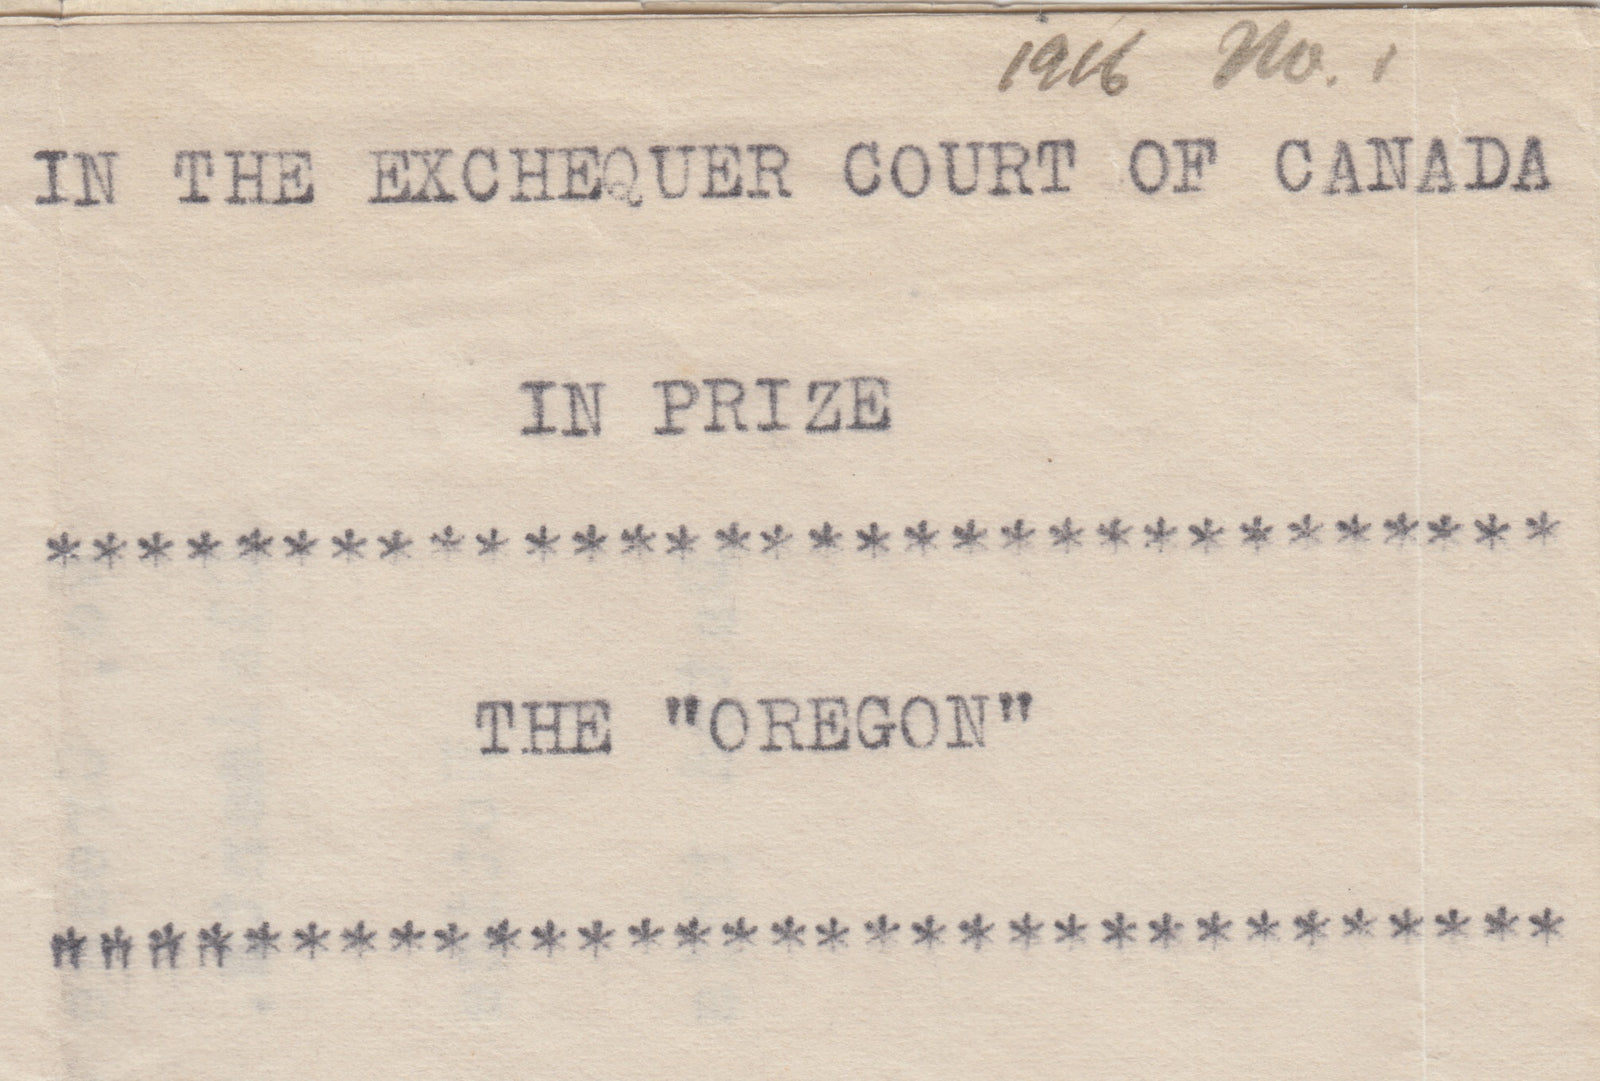 1916 No. 1
IN THE EXCHEQUER COURT OF CANADA
IN PRIZE
********************************
THE "OREGON"
********************************